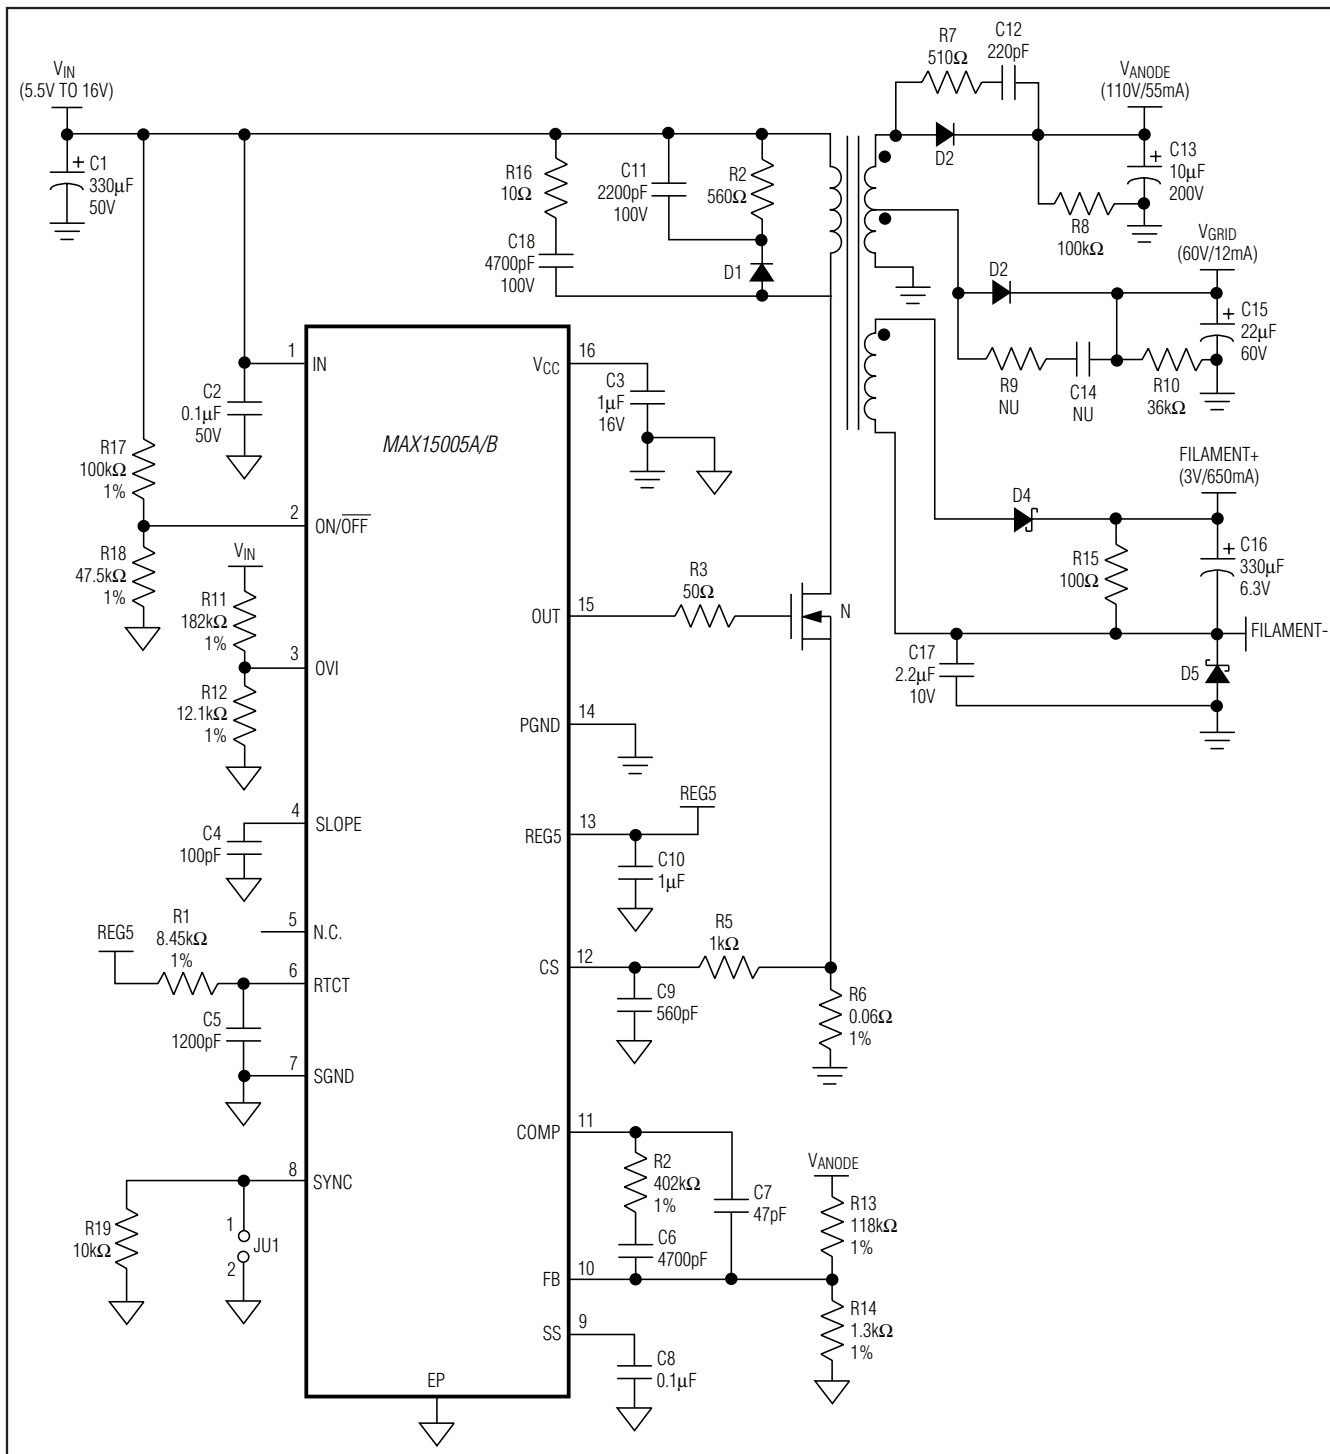 VIN
(5.5V TO 16V)
C1
330μF
50V
R16
10Ω
C18
4700pF
100V
C11
2200pF
100V
R2
560Ω
D1
R7
510Ω
C12
220pF
D2
VANODE
(110V/55mA)
C13
10μF
200V
R8
100kΩ
D2
VGRID
(60V/12mA)
C15
22μF
60V
R9
NU
C14
NU
R10
36kΩ
FILAMENT+
(3V/650mA)
D4
R15
100Ω
C16
330μF
6.3V
FILAMENT-
C17
2.2μF
10V
D5
MAX15005A/B
1
IN
C2
0.1μF
50V
R17
100kΩ
1%
2
ON/OFF
R18
47.5kΩ
1%
VIN
R11
182kΩ
1%
3
OVI
R12
12.1kΩ
1%
4
SLOPE
C4
100pF
5
N.C.
REG5
R1
8.45kΩ
1%
6
RTCT
C5
1200pF
7
SGND
8
SYNC
R19
10kΩ
1
JU1
2
EP
16
VCC
C3
1μF
16V
15
OUT
R3
50Ω
N
14
PGND
13
REG5
REG5
C10
1μF
12
CS
R5
1kΩ
C9
560pF
R6
0.06Ω
1%
11
COMP
R2
402kΩ
1%
C7
47pF
C6
4700pF
VANODE
R13
118kΩ
1%
10
FB
R14
1.3kΩ
1%
9
SS
C8
0.1μF